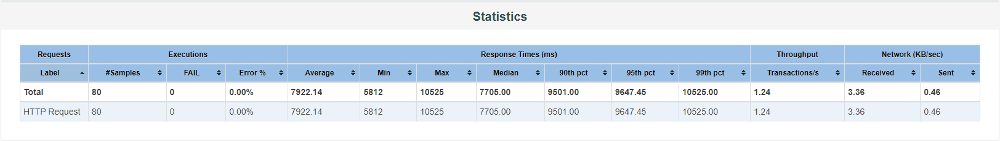 Statistics
Requests Executions Response Times (ms) Throughput Network (KB/sec)
Label #Samples FAIL Error % Average Min Max Median 90th pct 95th pct 99th pct Transactions/s Received Sent
Total 80 0 0.00% 7922.14 5812 10525 7705.00 9501.00 9647.45 10525.00 1.24 3.36 0.46
HTTP Request 80 0 0.00% 7922.14 5812 10525 7705.00 9501.00 9647.45 10525.00 1.24 3.36 0.46